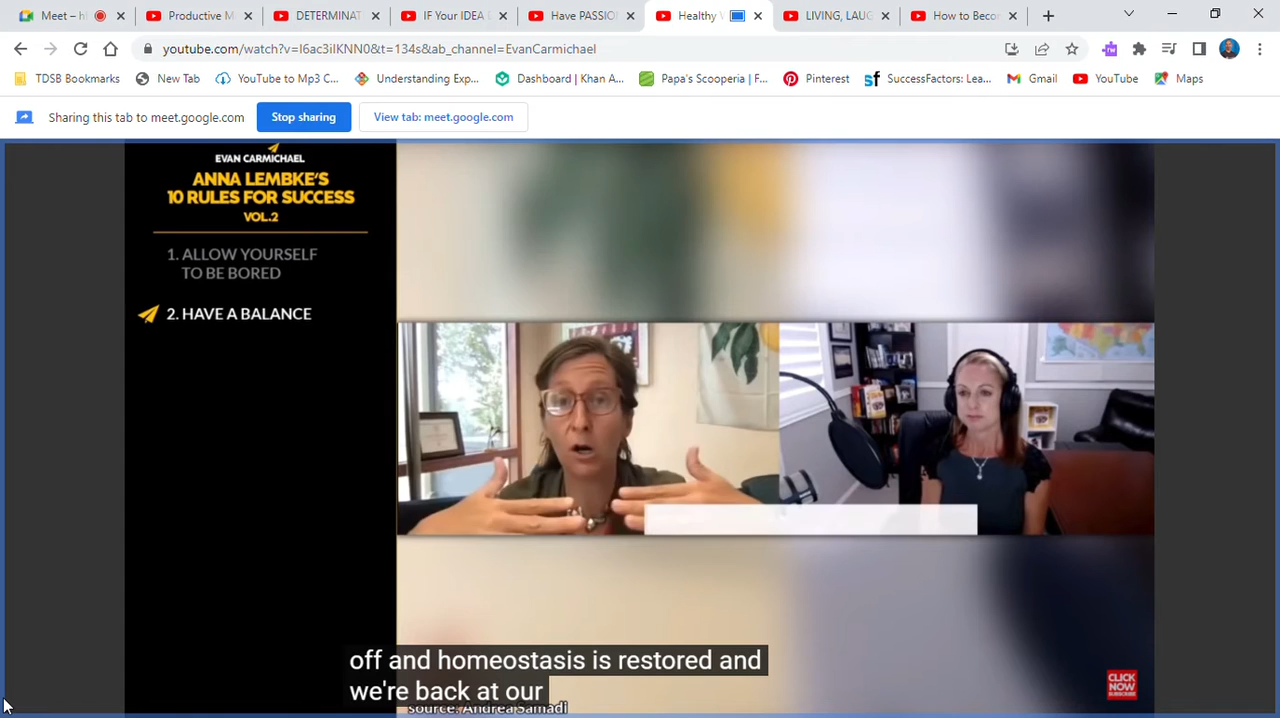 Meet – h
Productive M
DETERMINAT
IF Your IDEA
Have PASSIO
Healthy
LIVING, LAUG
How to Becor
youtube.com/watch?v=I6ac3iIKNN0&t=134s&ab_channel=EvanCarmichael
TDSB Bookmarks
New Tab
YouTube to Mp3 C...
Understanding Exp...
Dashboard | Khan A...
Papa's Scooperia | F...
Pinterest
SuccessFactors: Lea...
Gmail
YouTube
Maps
Sharing this tab to meet.google.com
Stop sharing
View tab: meet.google.com
EVAN CARMICHAEL
ANNA LEMBKE'S
10 RULES FOR SUCCESS
VOL.2
1. ALLOW YOURSELF
TO BE BORED
2. HAVE A BALANCE
off and homeostasis is restored and
we're back at our
source: Andrea Samadi
CLICK
NOW